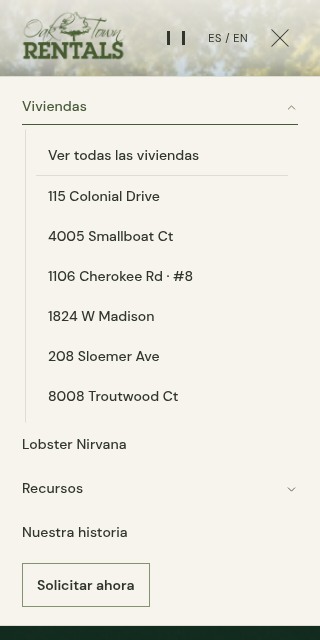 Oak Town
RENTALS
ES / EN
Viviendas
Ver todas las viviendas
115 Colonial Drive
4005 Smallboat Ct
1106 Cherokee Rd · #8
1824 W Madison
208 Sloemer Ave
8008 Troutwood Ct
Lobster Nirvana
Recursos
Nuestra historia
Solicitar ahora